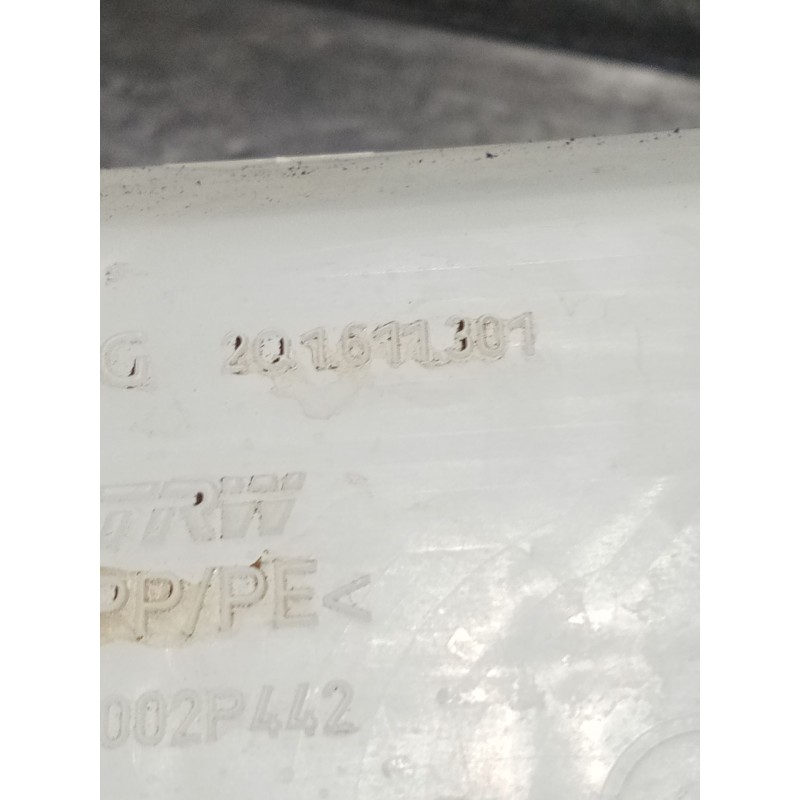 G 2Q1.611.301
TRW
PP/PE<
002P442